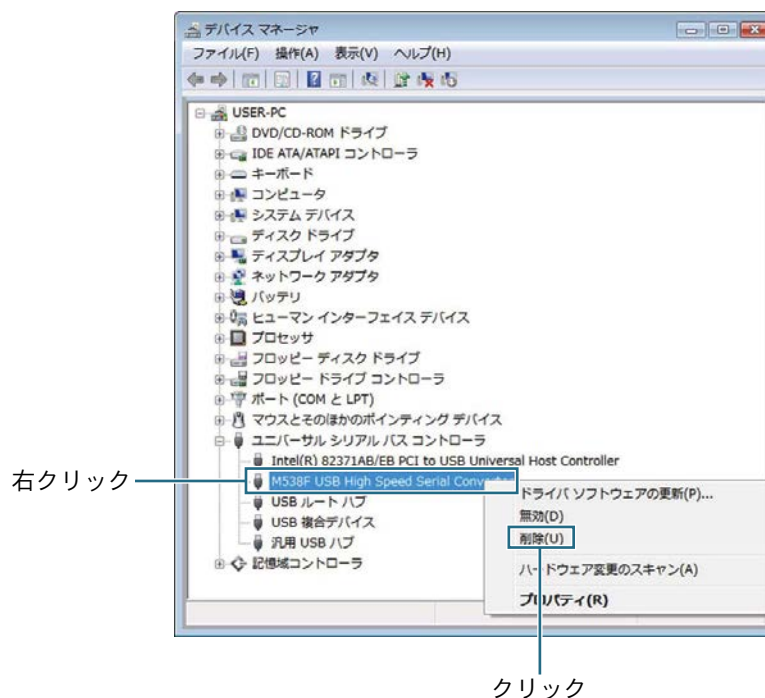 デバイス マネージャ
ファイル(F) 操作(A) 表示(V) ヘルプ(H)
USER-PC
DVD/CD-ROM ドライブ
IDE ATA/ATAPI コントローラ
キーボード
コンピュータ
システム デバイス
ディスク ドライブ
ディスプレイ アダプタ
ネットワーク アダプタ
バッテリ
ヒューマン インターフェイス デバイス
プロセッサ
フロッピー ディスク ドライブ
フロッピー ドライブ コントローラ
ポート (COM と LPT)
マウスとそのほかのポインティング デバイス
ユニバーサル シリアル バス コントローラ
Intel(R) 82371AB/EB PCI to USB Universal Host Controller
右クリック
M538F USB High Speed Serial
ドライバ ソフトウェアの更新(P)...
USB ルート ハブ
無効(D)
USB 複合デバイス
削除(U)
汎用 USB ハブ
記憶域コントローラ
ハードウェア変更のスキャン(A)
プロパティ(R)
クリック